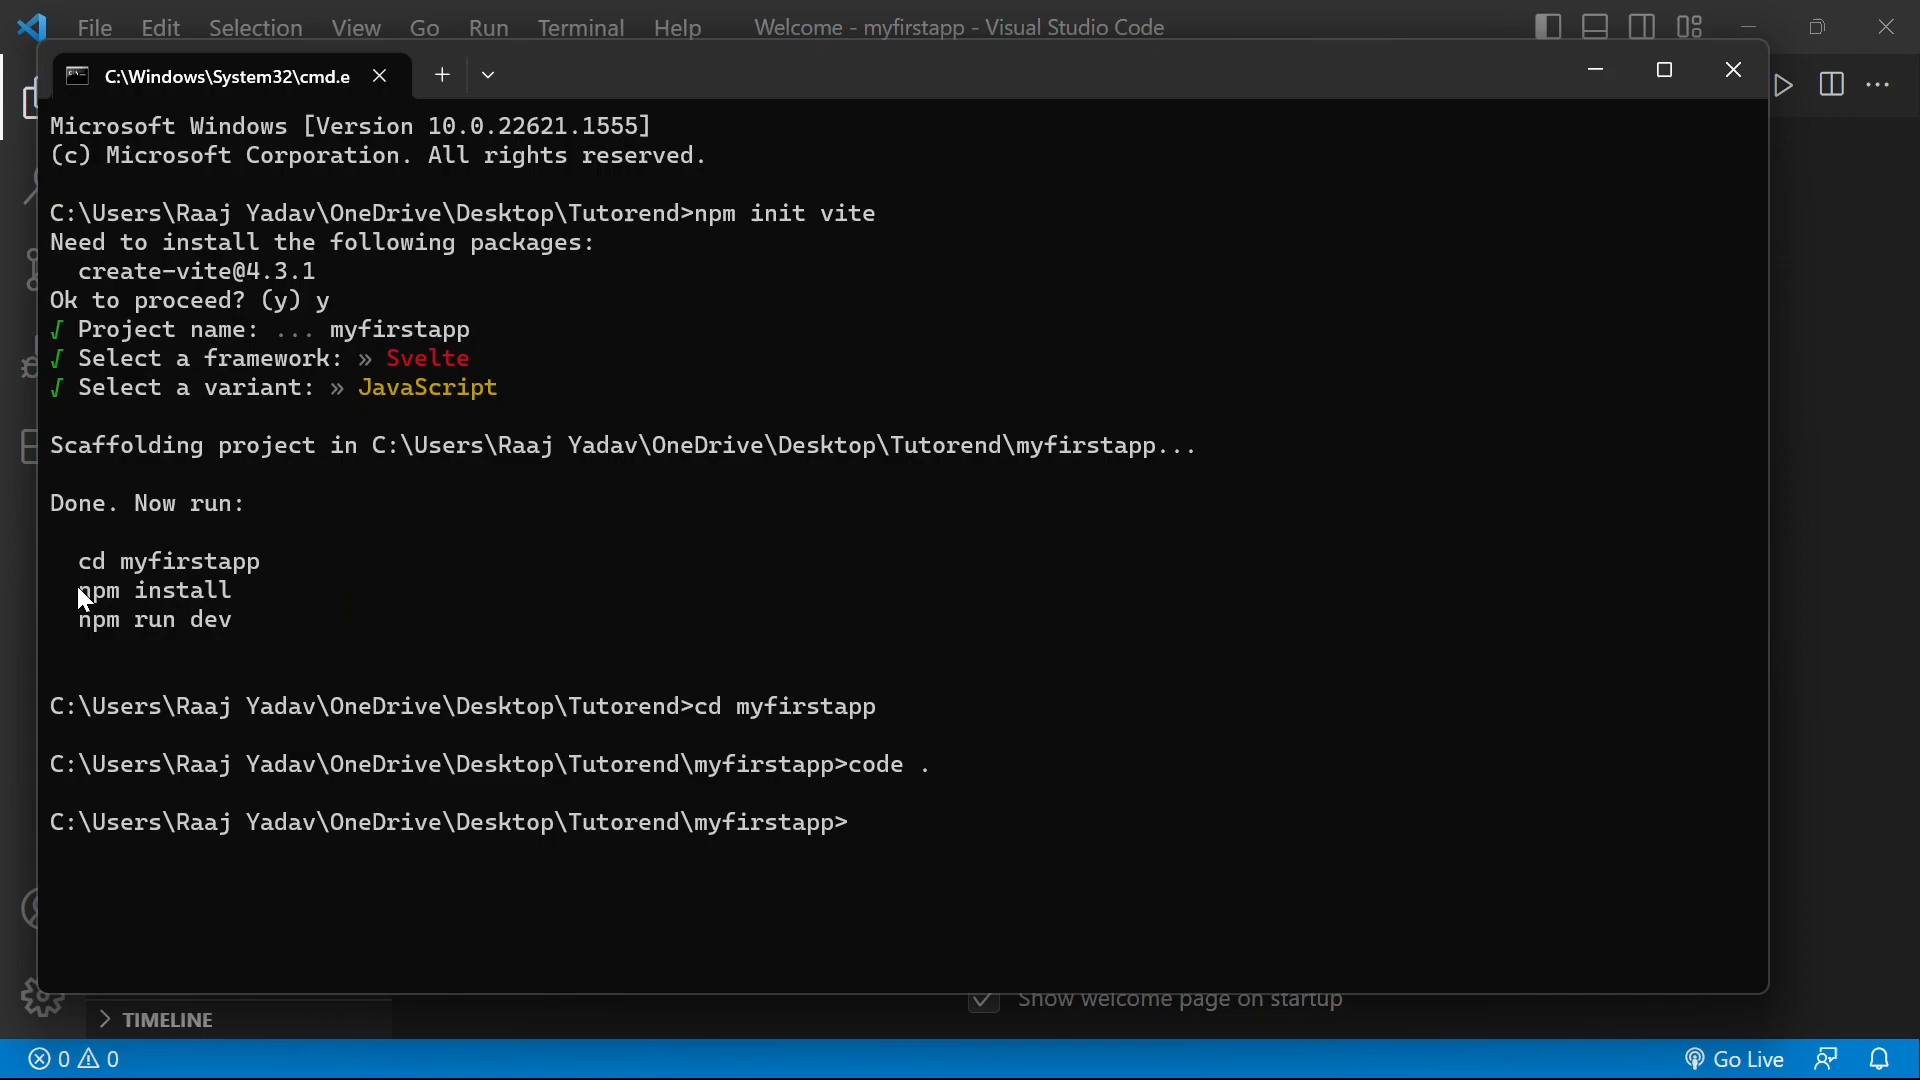 File Edit Selection View Go Run Terminal Help Welcome - myfirstapp - Visual Studio Code
C:\Windows\System32\cmd.e
Microsoft Windows [Version 10.0.22621.1555]
(c) Microsoft Corporation. All rights reserved.
C:\Users\Raaj Yadav\OneDrive\Desktop\Tutorend>npm init vite
Need to install the following packages:
create-vite@4.3.1
Ok to proceed? (y) y
√ Project name: ... myfirstapp
√ Select a framework: » Svelte
√ Select a variant: » JavaScript
Scaffolding project in C:\Users\Raaj Yadav\OneDrive\Desktop\Tutorend\myfirstapp...
Done. Now run:
cd myfirstapp
npm install
npm run dev
C:\Users\Raaj Yadav\OneDrive\Desktop\Tutorend>cd myfirstapp
C:\Users\Raaj Yadav\OneDrive\Desktop\Tutorend\myfirstapp>code .
C:\Users\Raaj Yadav\OneDrive\Desktop\Tutorend\myfirstapp>
Show welcome page on startup
TIMELINE
0 0 Go Live